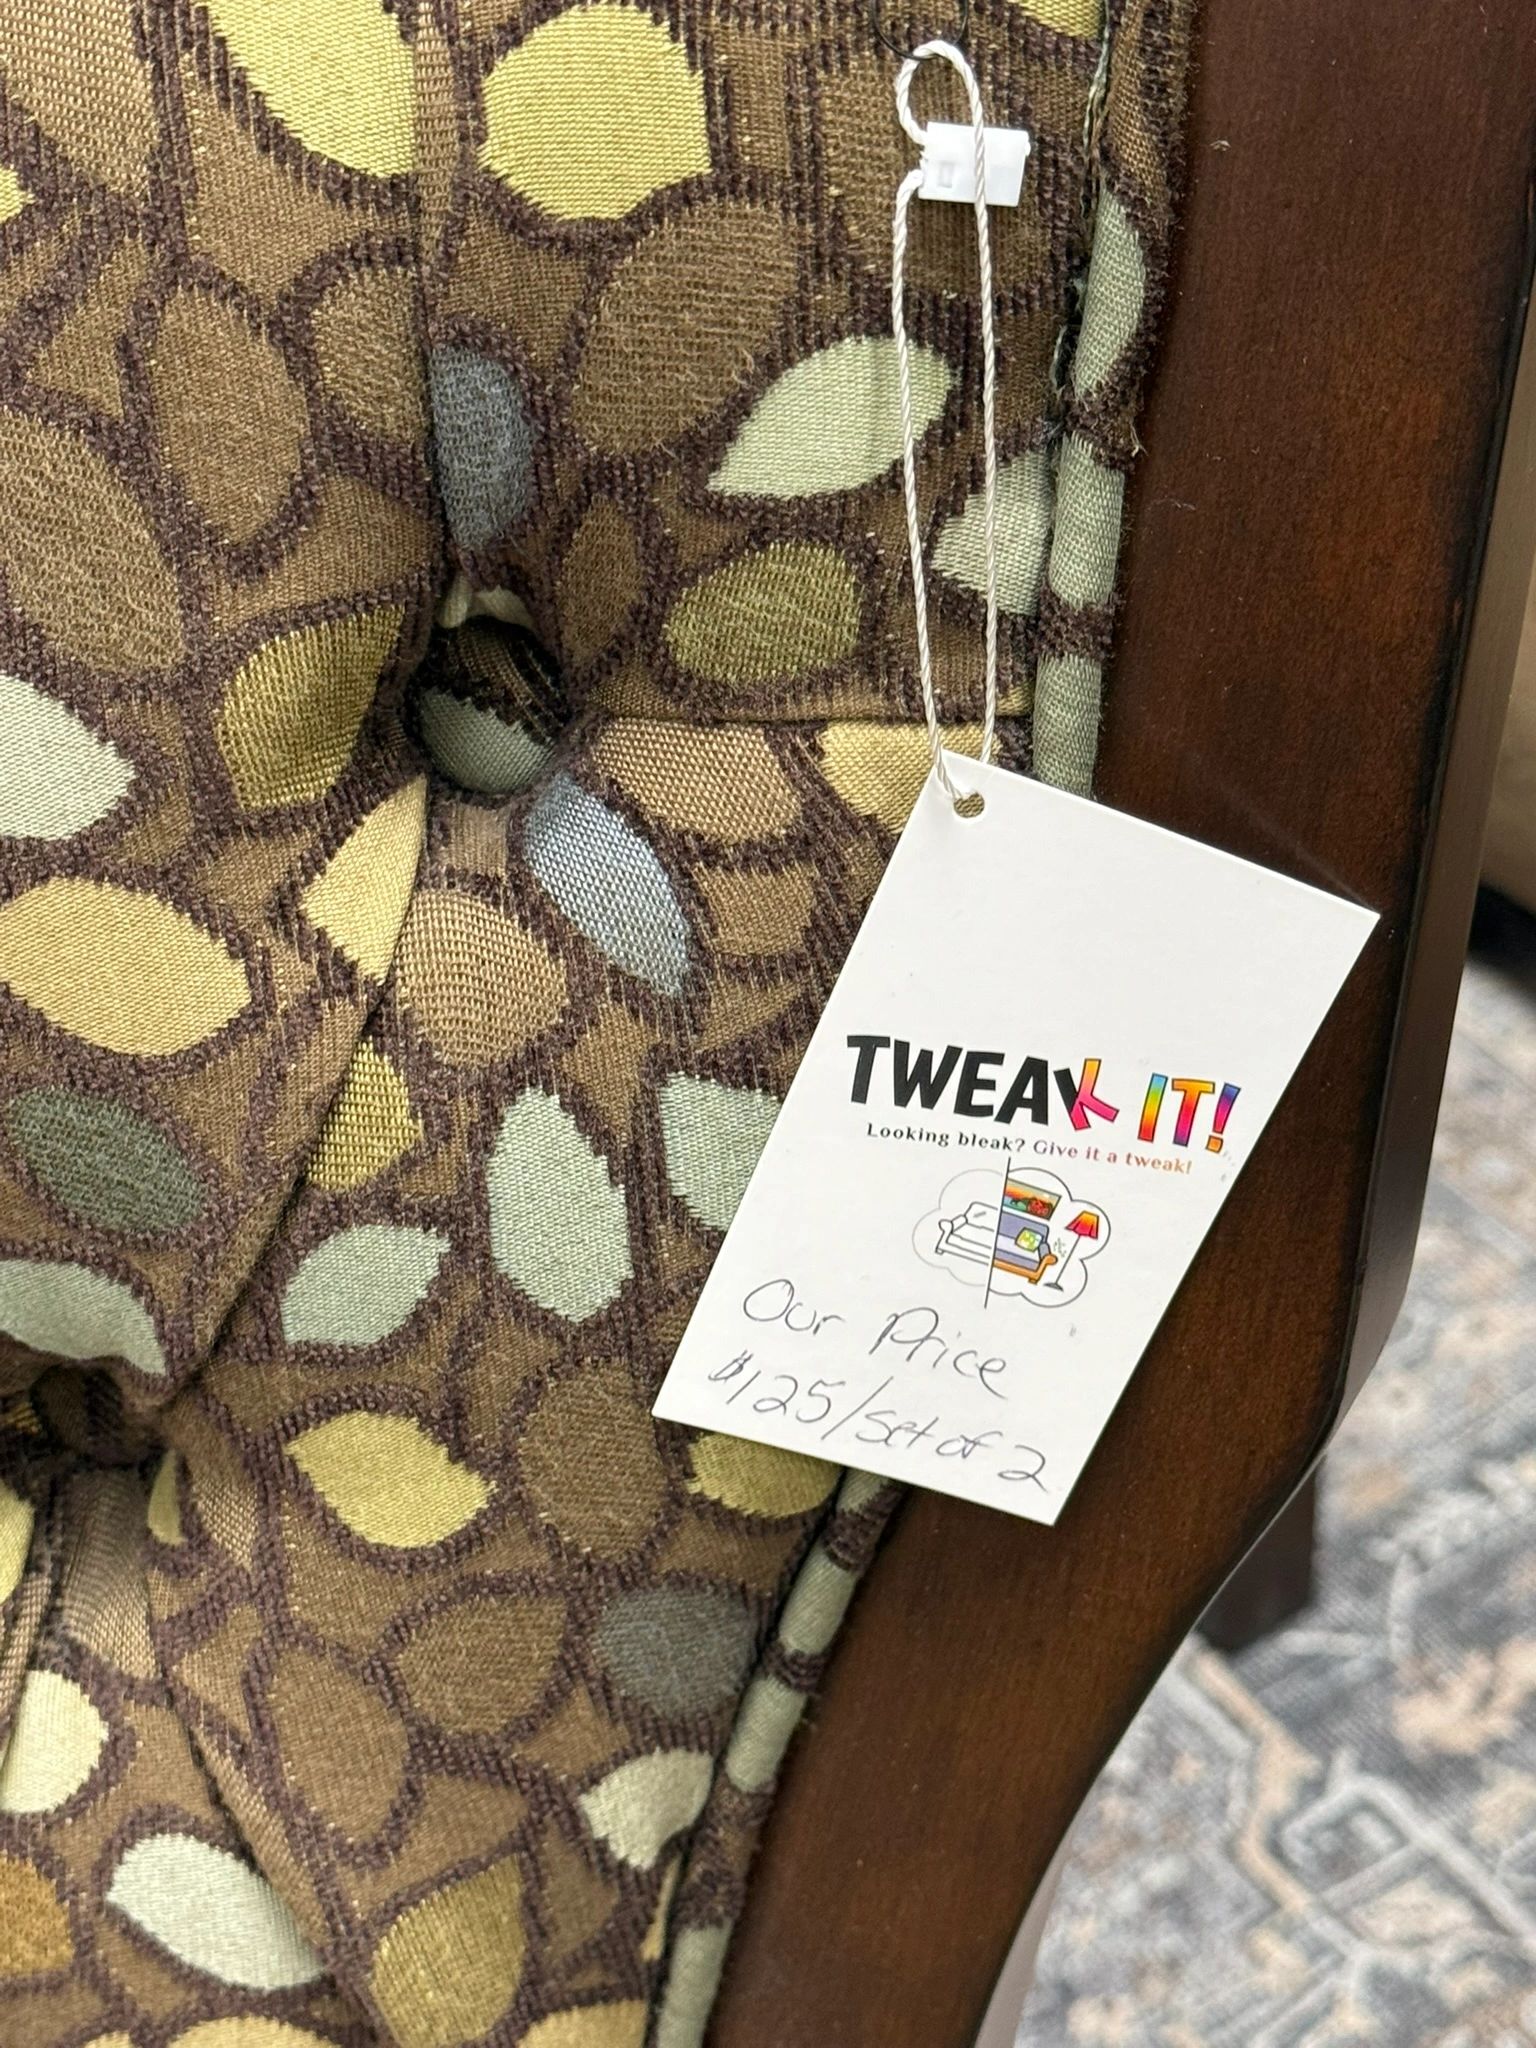 TWEAK IT!
Looking bleak? Give it a tweak!
Our Price
$125/set of 2